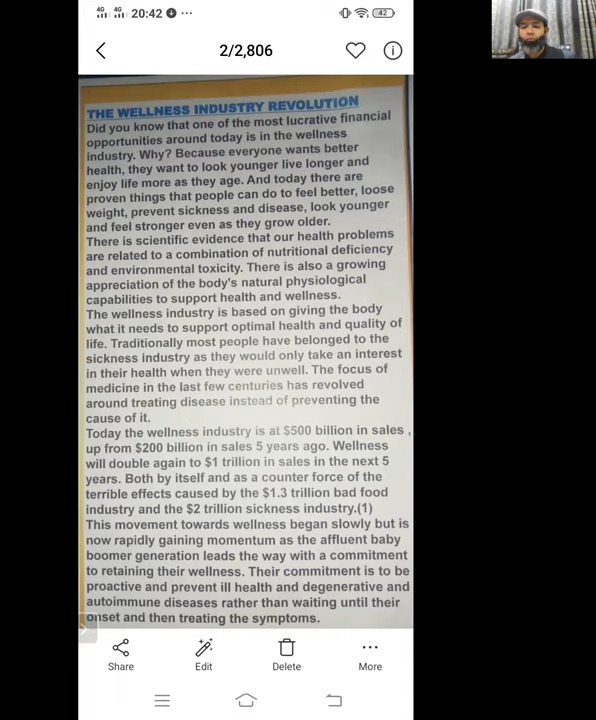 4G 4G 20:42 ...
42
2/2,806
THE WELLNESS INDUSTRY REVOLUTION
Did you know that one of the most lucrative financial
opportunities around today is in the wellness
industry. Why? Because everyone wants better
health, they want to look younger live longer and
enjoy life more as they age. And today there are
proven things that people can do to feel better, loose
weight, prevent sickness and disease, look younger
and feel stronger even as they grow older.
There is scientific evidence that our health problems
are related to a combination of nutritional deficiency
and environmental toxicity. There is also a growing
appreciation of the body's natural physiological
capabilities to support health and wellness.
The wellness industry is based on giving the body
what it needs to support optimal health and quality of
life. Traditionally most people have belonged to the
sickness industry as they would only take an interest
in their health when they were unwell. The focus of
medicine in the last few centuries has revolved
around treating disease instead of preventing the
cause of it.
Today the wellness industry is at $500 billion in sales ,
up from $200 billion in sales 5 years ago. Wellness
will double again to $1 trillion in sales in the next 5
years. Both by itself and as a counter force of the
terrible effects caused by the $1.3 trillion bad food
industry and the $2 trillion sickness industry.(1)
This movement towards wellness began slowly but is
now rapidly gaining momentum as the affluent baby
boomer generation leads the way with a commitment
to retaining their wellness. Their commitment is to be
proactive and prevent ill health and degenerative and
autoimmune diseases rather than waiting until their
onset and then treating the symptoms.
Share Edit Delete More